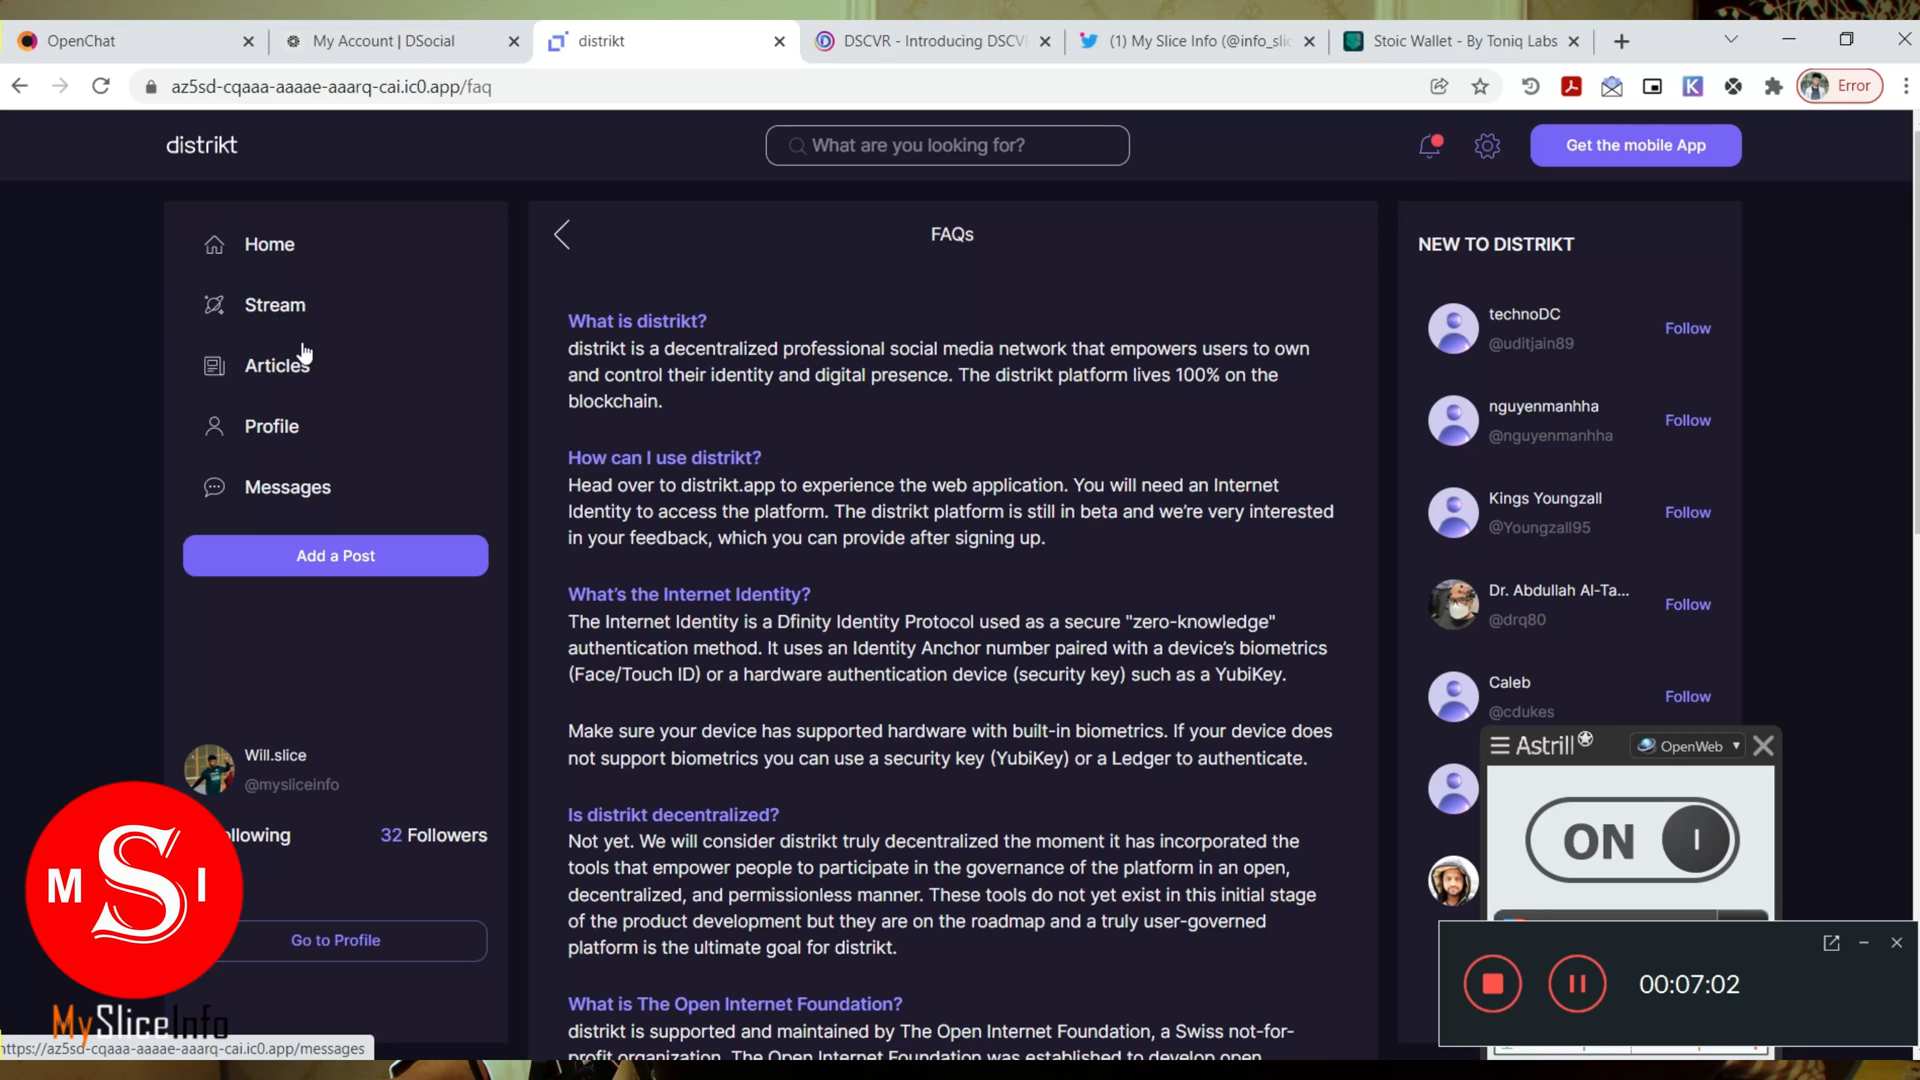 OpenChat
My Account | DSocial
distrikt
DSCVR - Introducing DSCVR
(1) My Slice Info (@info_slic
Stoic Wallet - By Toniq Labs
az5sd-cqaaa-aaaae-aaarq-cai.ic0.app/faq
Error
distrikt
What are you looking for?
Get the mobile App
Home
Stream
Articles
Profile
Messages
Add a Post
Will.slice
@mysliceinfo
llowing
32 Followers
Go to Profile
M S I
MySliceInfo
https://az5sd-cqaaa-aaaae-aaarq-cai.ic0.app/messages
FAQs
What is distrikt?
distrikt is a decentralized professional social media network that empowers users to own
and control their identity and digital presence. The distrikt platform lives 100% on the
blockchain.
How can I use distrikt?
Head over to distrikt.app to experience the web application. You will need an Internet
Identity to access the platform. The distrikt platform is still in beta and we’re very interested
in your feedback, which you can provide after signing up.
What’s the Internet Identity?
The Internet Identity is a Dfinity Identity Protocol used as a secure "zero-knowledge"
authentication method. It uses an Identity Anchor number paired with a device’s biometrics
(Face/Touch ID) or a hardware authentication device (security key) such as a YubiKey.
Make sure your device has supported hardware with built-in biometrics. If your device does
not support biometrics you can use a security key (YubiKey) or a Ledger to authenticate.
Is distrikt decentralized?
Not yet. We will consider distrikt truly decentralized the moment it has incorporated the
tools that empower people to participate in the governance of the platform in an open,
decentralized, and permissionless manner. These tools do not yet exist in this initial stage
of the product development but they are on the roadmap and a truly user-governed
platform is the ultimate goal for distrikt.
What is The Open Internet Foundation?
distrikt is supported and maintained by The Open Internet Foundation, a Swiss not-for-
profit organization. The Open Internet Foundation was established to develop open
NEW TO DISTRIKT
technoDC
@uditjain89
Follow
nguyenmanhha
@nguyenmanhha
Follow
Kings Youngzall
@Youngzall95
Follow
Dr. Abdullah Al-Ta...
@drq80
Follow
Caleb
@cdukes
Follow
Astrill
OpenWeb
ON
00:07:02